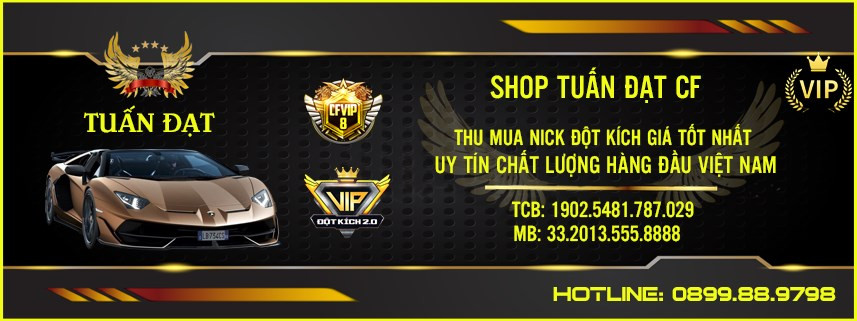 TUẤN ĐẠT
CFVIP
8
VIP
ĐỘT KÍCH 2.0
SHOP TUẤN ĐẠT CF
VIP
THU MUA NICK ĐỘT KÍCH GIÁ TỐT NHẤT
UY TÍN CHẤT LƯỢNG HÀNG ĐẦU VIỆT NAM
TCB: 1902.5481.787.029
MB: 33.2013.555.8888
HOTLINE: 0899.88.9798